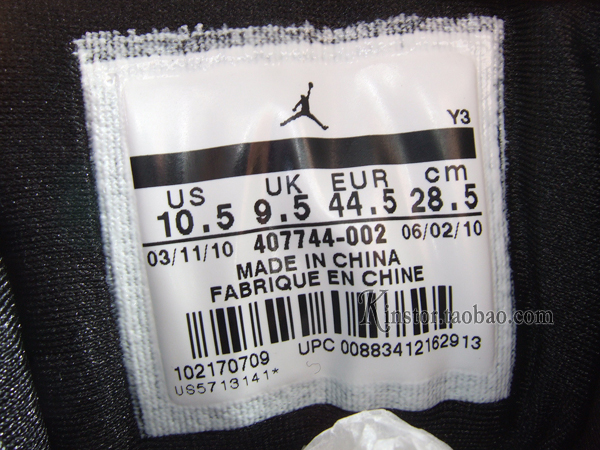 Y3
US UK EUR cm
10.5 9.5 44.5 28.5
03/11/10 407744-002 06/02/10
MADE IN CHINA
FABRIQUE EN CHINE
Kinstor.taobao.com
102170709 UPC 00883412162913
US5713141*